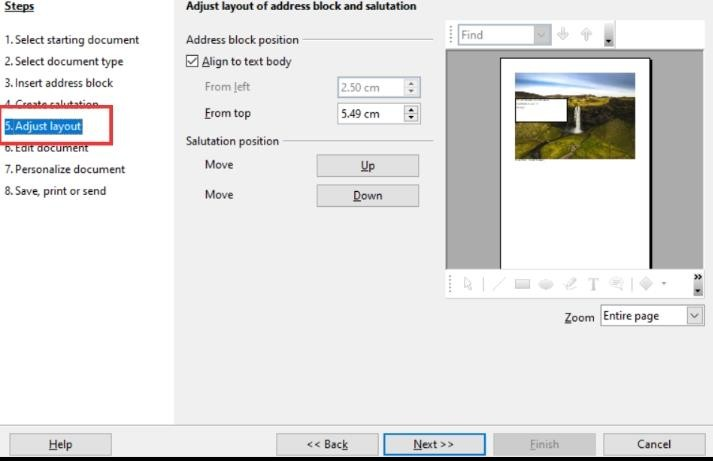 Steps
1. Select starting document
2. Select document type
3. Insert address block
4. Create salutation
5. Adjust layout
6. Edit document
7. Personalize document
8. Save, print or send
Adjust layout of address block and salutation
Address block position
Align to text body
From left 2.50 cm
From top 5.49 cm
Salutation position
Move Up
Move Down
Find
Zoom Entire page
Help << Back Next >> Finish Cancel